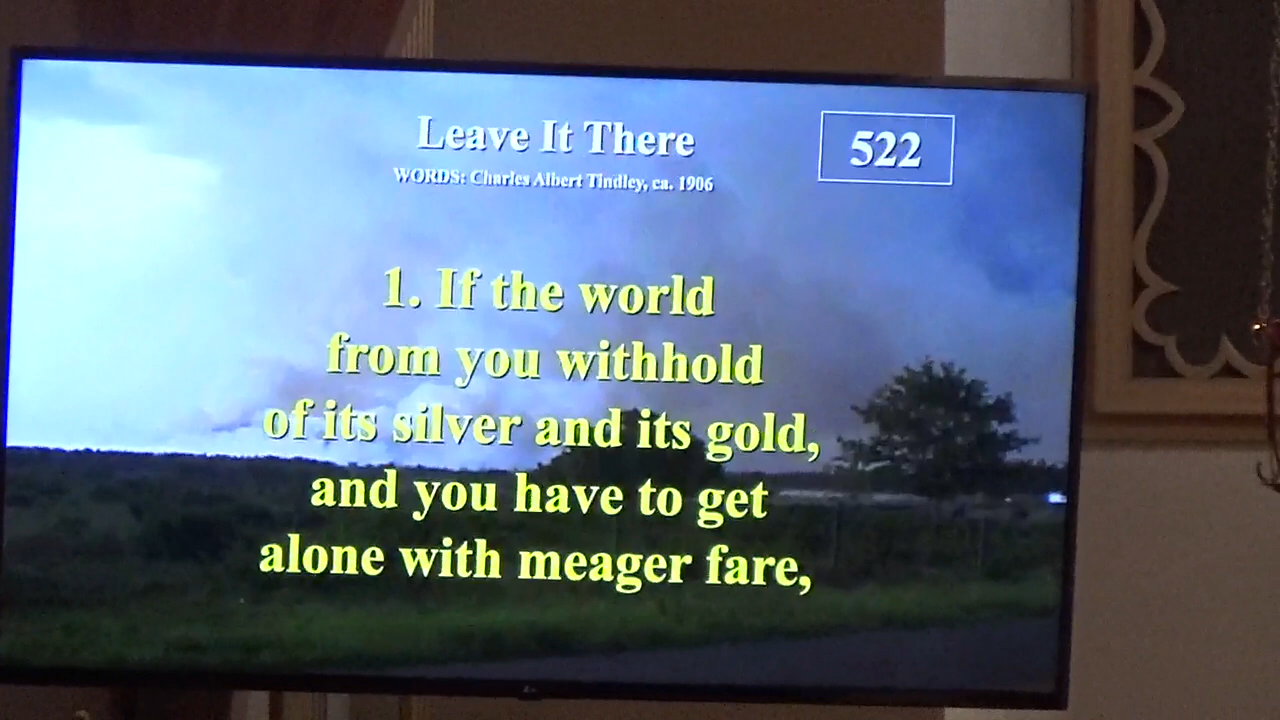 Leave It There
522
WORDS: Charles Albert Tindley, ca. 1906
1. If the world
from you withhold
of its silver and its gold,
and you have to get
alone with meager fare,